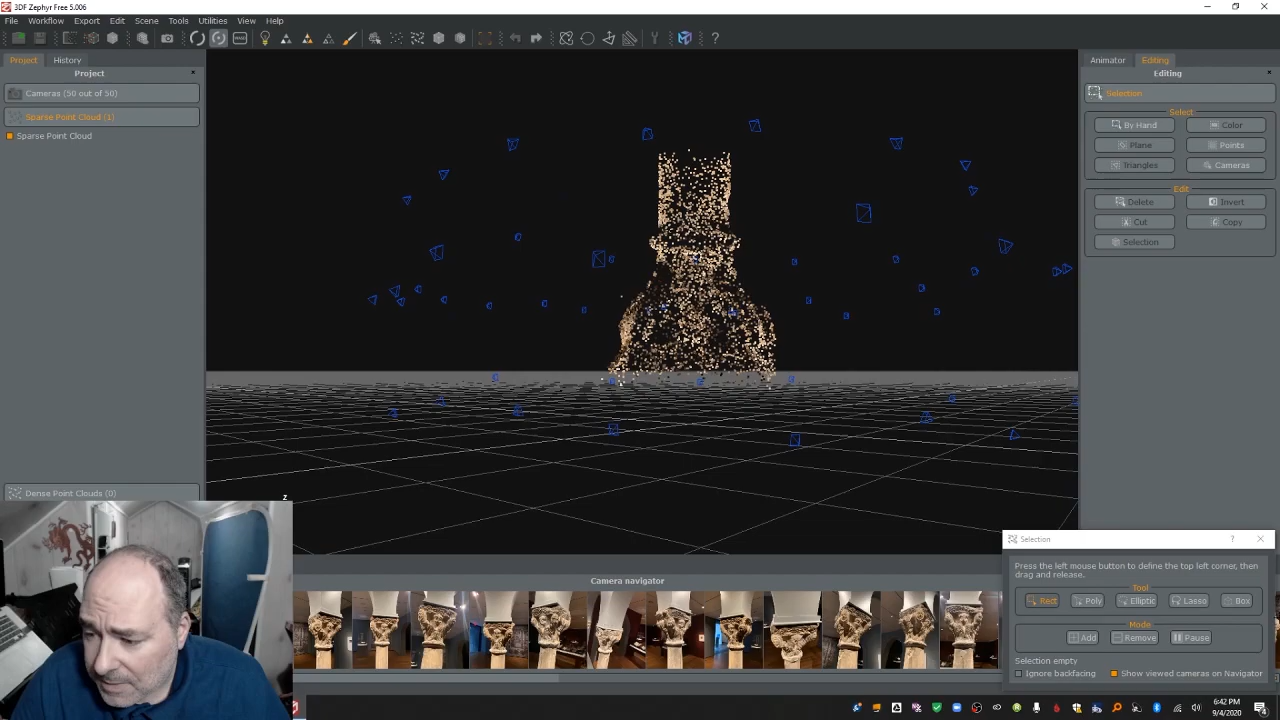 3DF Zephyr Free 5.006
File Workflow Export Edit Scene Tools Utilities View Help
Project History
Project
Cameras (50 out of 50)
Sparse Point Cloud (1)
Sparse Point Cloud
Dense Point Clouds (0)
z
Animator Editing
Editing
Selection
Select
By Hand Color
Plane Points
Triangles Cameras
Edit
Delete Invert
Cut Copy
Selection
Camera navigator
Selection
Press the left mouse button to define the top left corner, then
drag and release.
Tool
Rect Poly Elliptic Lasso Box
Mode
Add Remove Pause
Selection empty
Ignore backfacing Show viewed cameras on Navigator
6:42 PM
9/4/2020